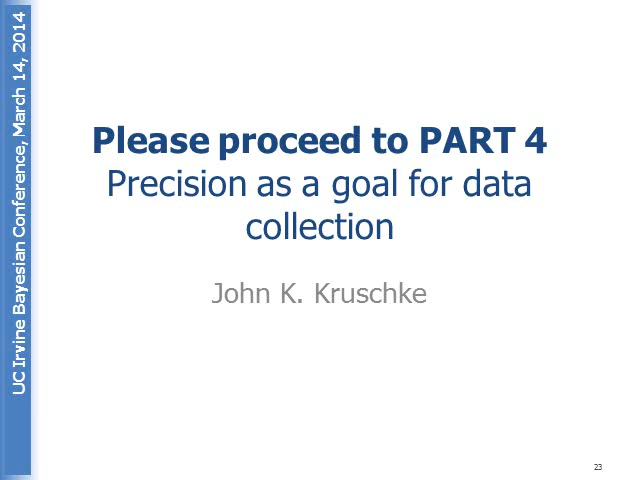 UC Irvine Bayesian Conference, March 14, 2014
Please proceed to PART 4
Precision as a goal for data
collection
John K. Kruschke
23